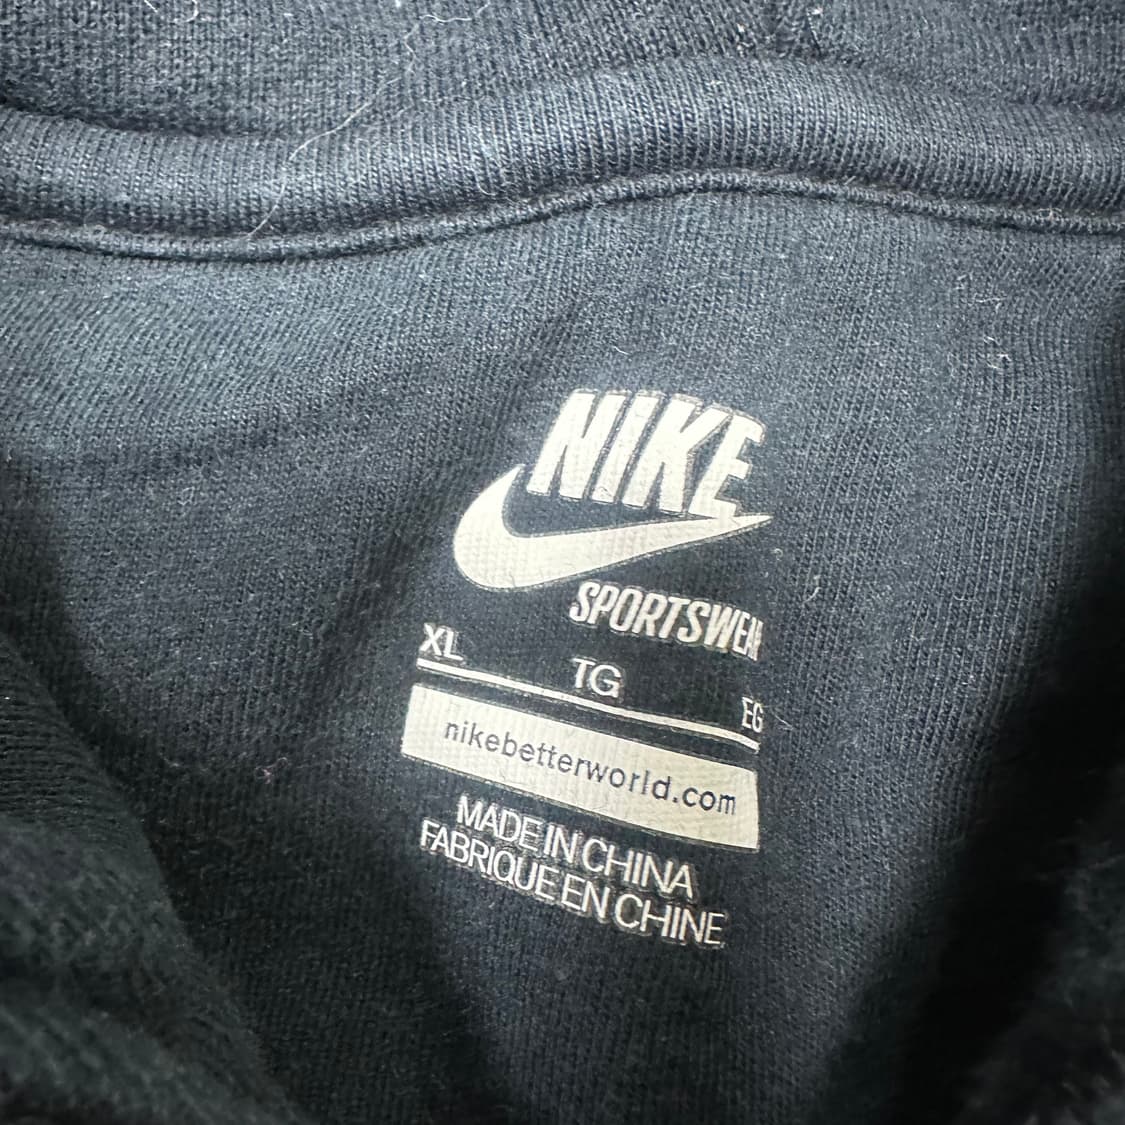 NIKE
SPORTSWEAR
XL TG EG
nikebetterworld.com
MADE IN CHINA
FABRIQUE EN CHINE